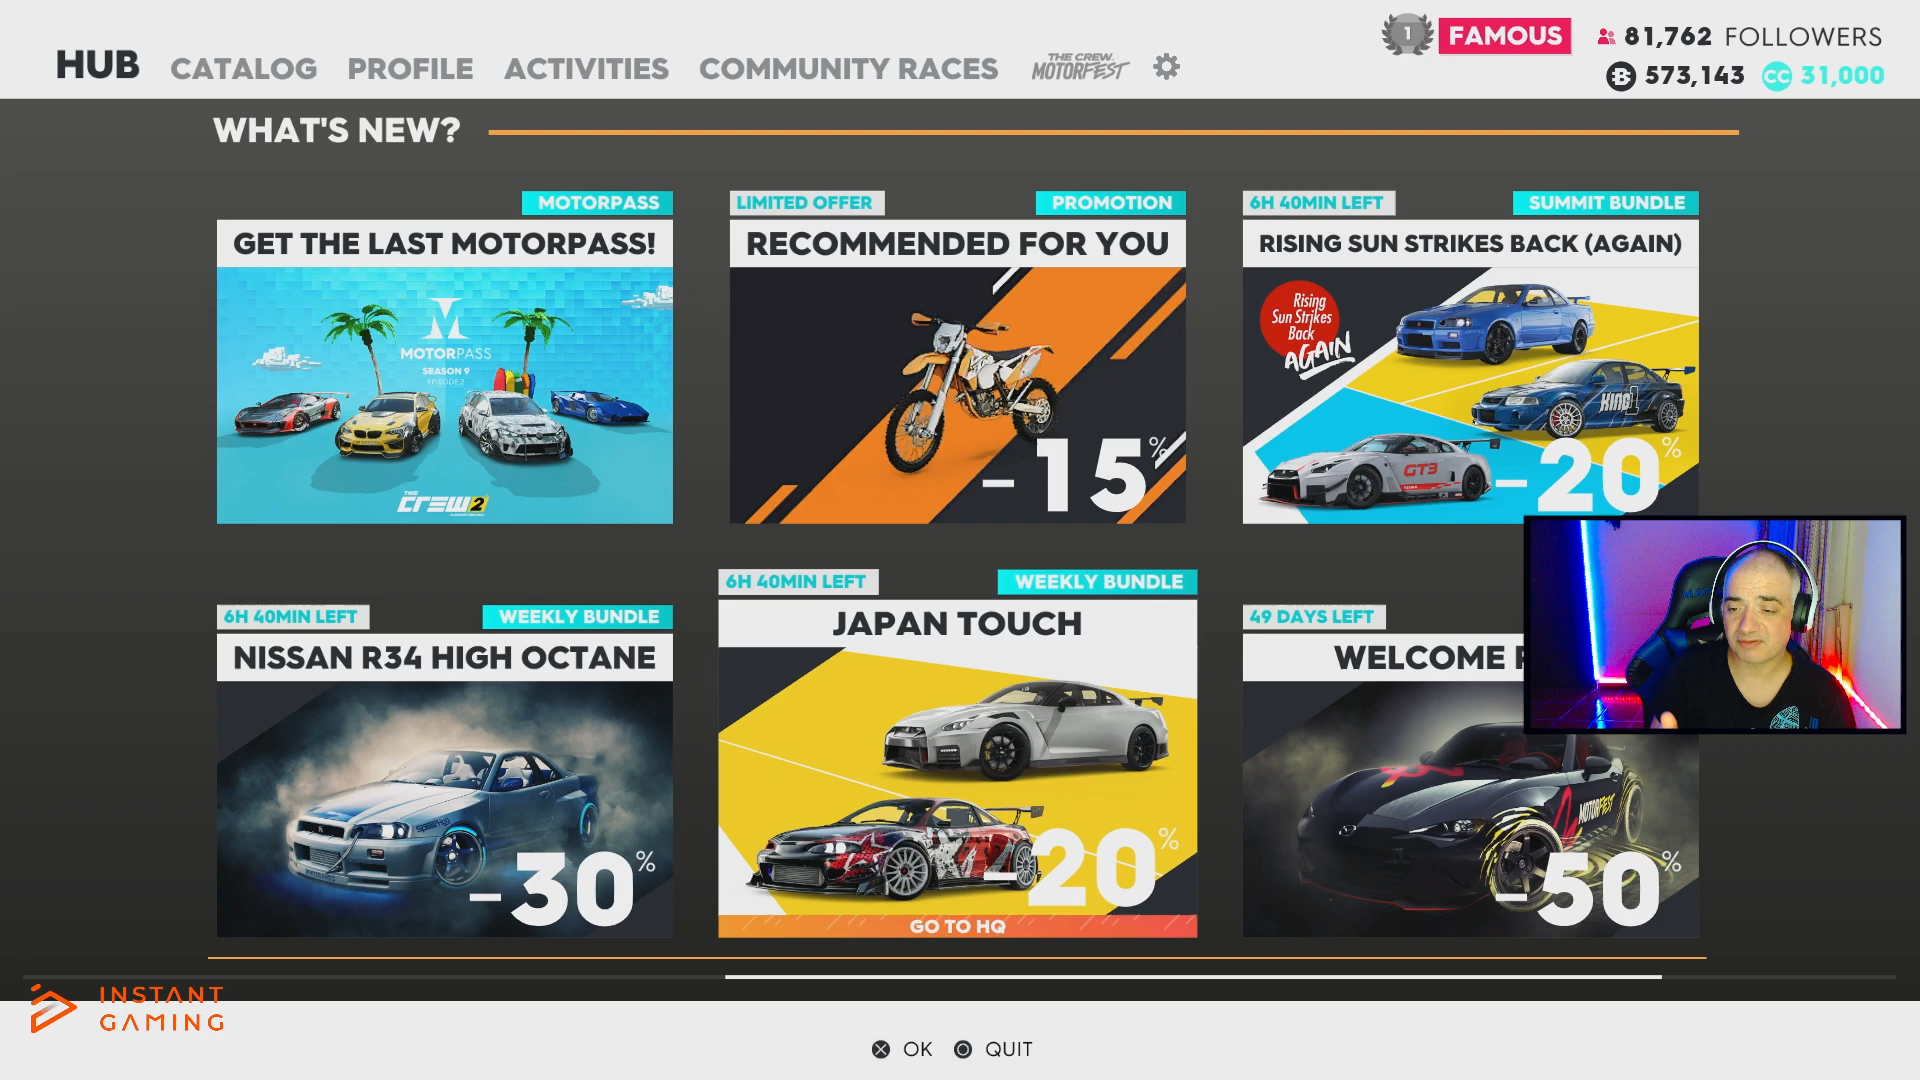 HUB CATALOG PROFILE ACTIVITIES COMMUNITY RACES THE CREW MOTORFEST
1 FAMOUS 81,762 FOLLOWERS
573,143 CC 31,000
WHAT'S NEW?
MOTORPASS
GET THE LAST MOTORPASS!
MOTORPASS
SEASON 9
EPISODE 2
THE CREW 2
LIMITED OFFER PROMOTION
RECOMMENDED FOR YOU
-15%
6H 40MIN LEFT SUMMIT BUNDLE
RISING SUN STRIKES BACK (AGAIN)
Rising
Sun Strikes
Back
AGAIN
KING
GT3
-20%
6H 40MIN LEFT WEEKLY BUNDLE
NISSAN R34 HIGH OCTANE
-30%
6H 40MIN LEFT WEEKLY BUNDLE
JAPAN TOUCH
-20%
GO TO HQ
49 DAYS LEFT
WELCOME
MOTORFEST
-50%
INSTANT
GAMING
OK QUIT